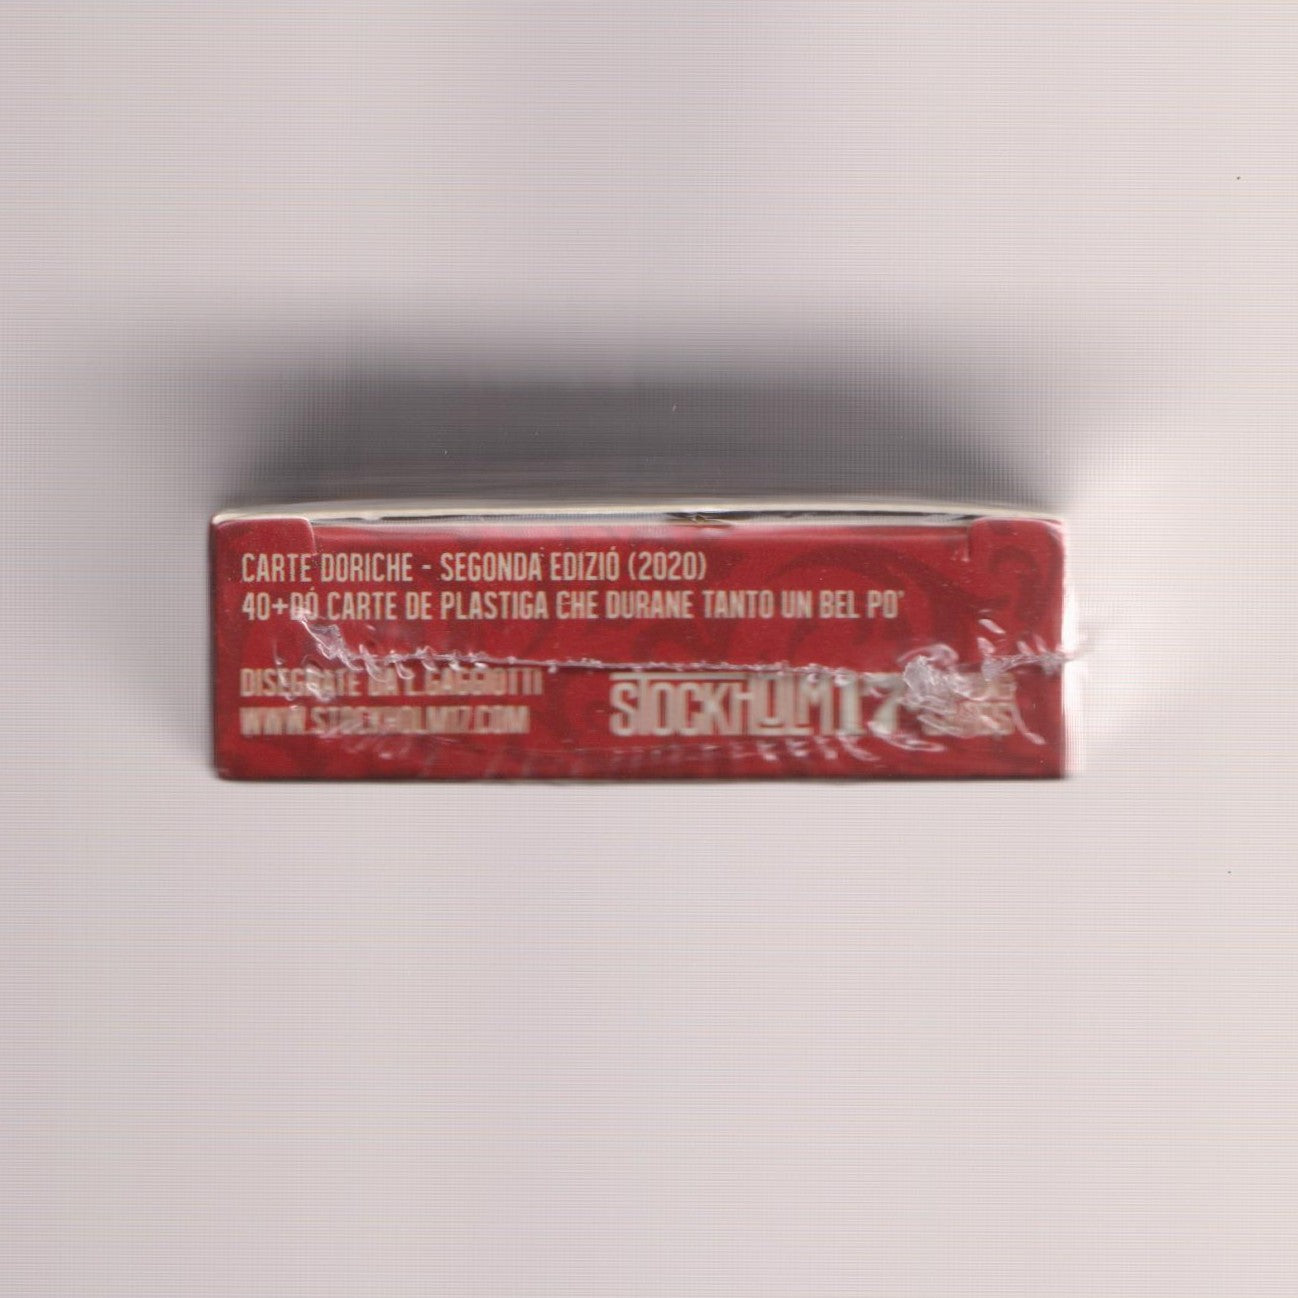 CARTE DORICHE - SEGONDA EDIZIÓ (2020)
40+DÓ CARTE DE PLASTIGA CHE DURANE TANTO UN BEL PO'
DISEGNATE DA L.GAGGIOTTI
WWW.STOCKHOLM17.COM
STOCKHOLM17